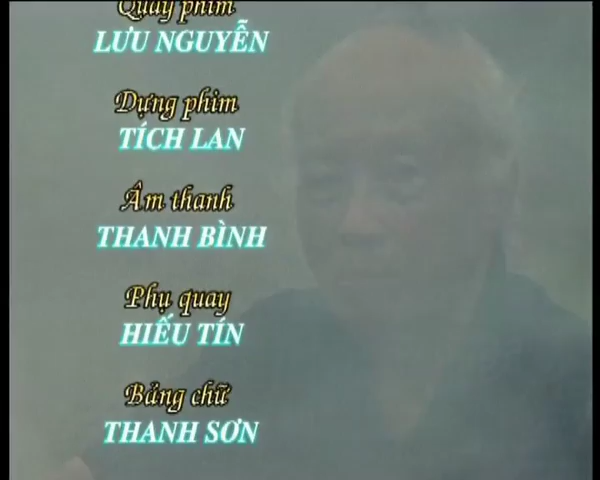 Quay phim
LƯU NGUYỄN
Dựng phim
TÍCH LAN
Âm thanh
THANH BÌNH
Phụ quay
HIẾU TÍN
Bảng chữ
THANH SƠN